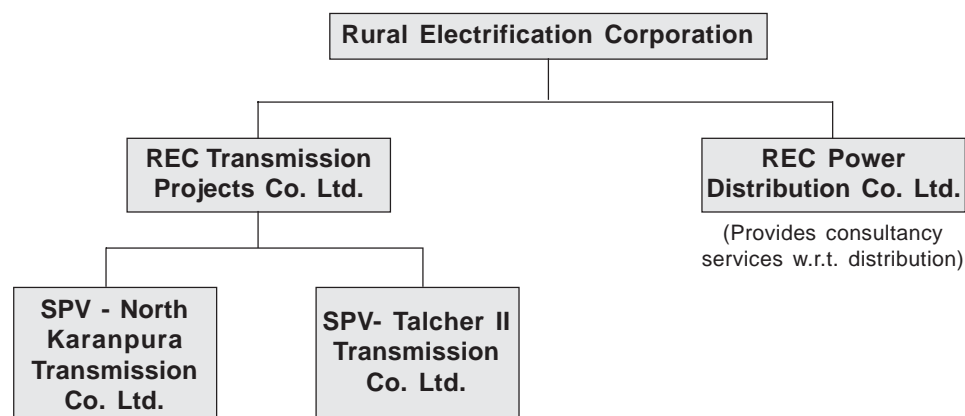 Rural Electrification Corporation
REC Transmission
Projects Co. Ltd.
REC Power
Distribution Co. Ltd.
(Provides consultancy
services w.r.t. distribution)
SPV - North
Karanpura
Transmission
Co. Ltd.
SPV- Talcher II
Transmission
Co. Ltd.